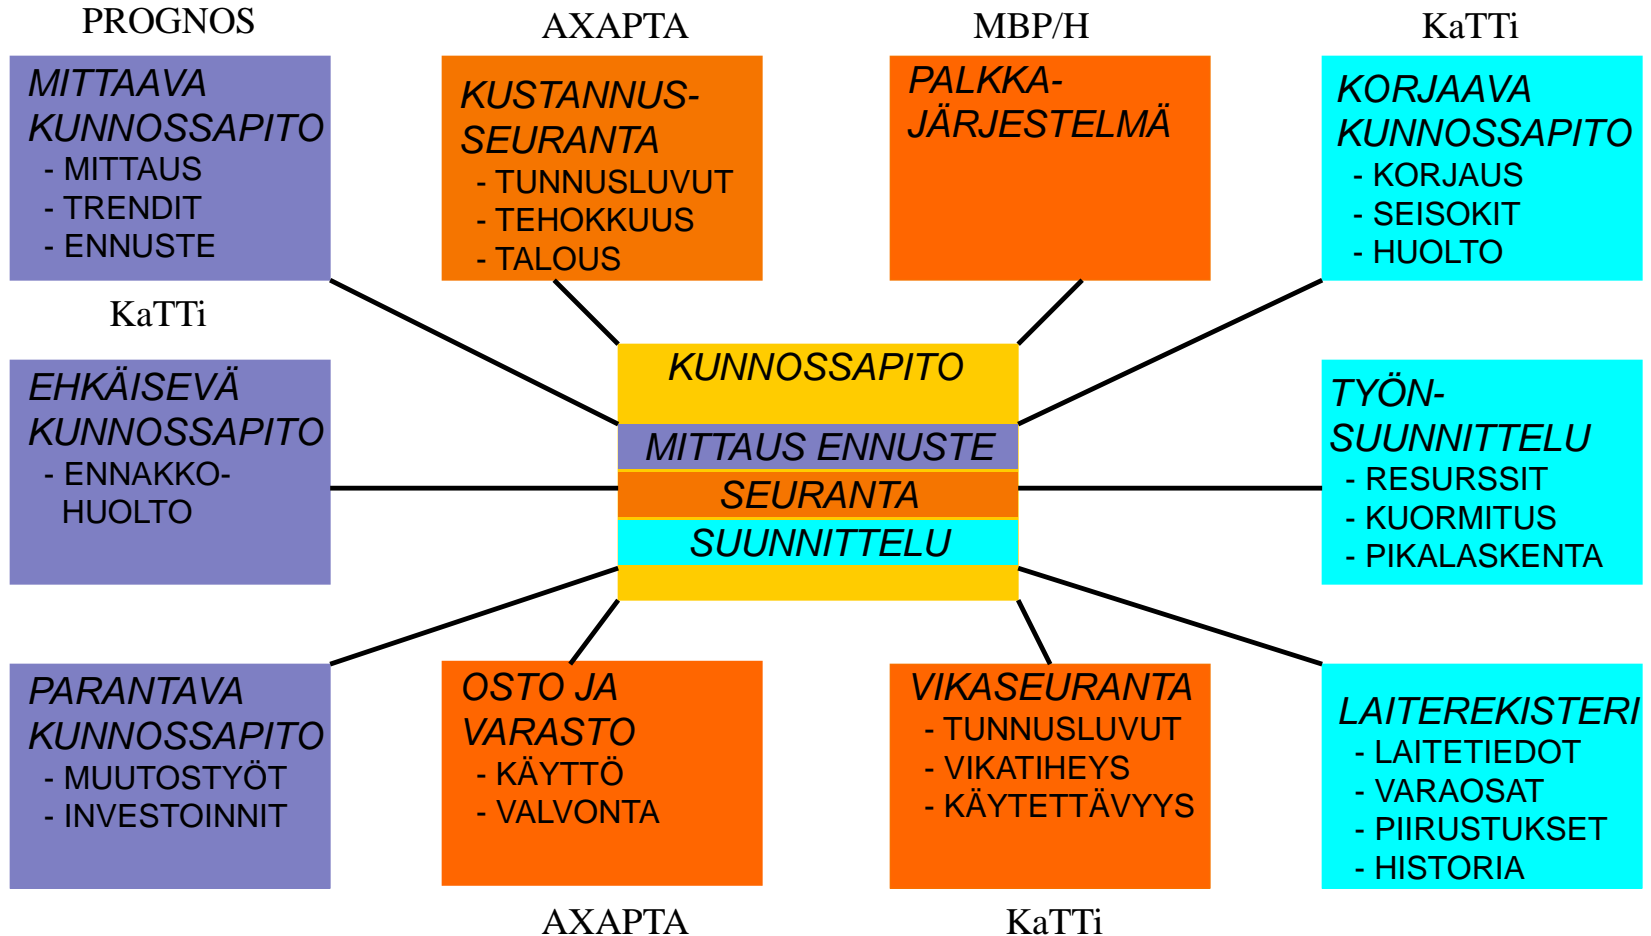 PROGNOS
MITTAAVA
KUNNOSSAPITO
- MITTAUS
- TRENDIT
- ENNUSTE
AXAPTA
KUSTANNUS-
SEURANTA
- TUNNUSLUVUT
- TEHOKKUUS
- TALOUS
MBP/H
PALKKA-
JÄRJESTELMÄ
KaTTi
KORJAAVA
KUNNOSSAPITO
- KORJAUS
- SEISOKIT
- HUOLTO
KaTTi
EHKÄISEVÄ
KUNNOSSAPITO
- ENNAKKO-
HUOLTO
KUNNOSSAPITO
MITTAUS ENNUSTE
SEURANTA
SUUNNITTELU
TYÖN-
SUUNNITTELU
- RESURSSIT
- KUORMITUS
- PIKALASKENTA
PARANTAVA
KUNNOSSAPITO
- MUUTOSTYÖT
- INVESTOINNIT
OSTO JA
VARASTO
- KÄYTTÖ
- VALVONTA
AXAPTA
VIKASEURANTA
- TUNNUSLUVUT
- VIKATIHEYS
- KÄYTETTÄVYYS
KaTTi
LAITEREKISTERI
- LAITETIEDOT
- VARAOSAT
- PIIRUSTUKSET
- HISTORIA